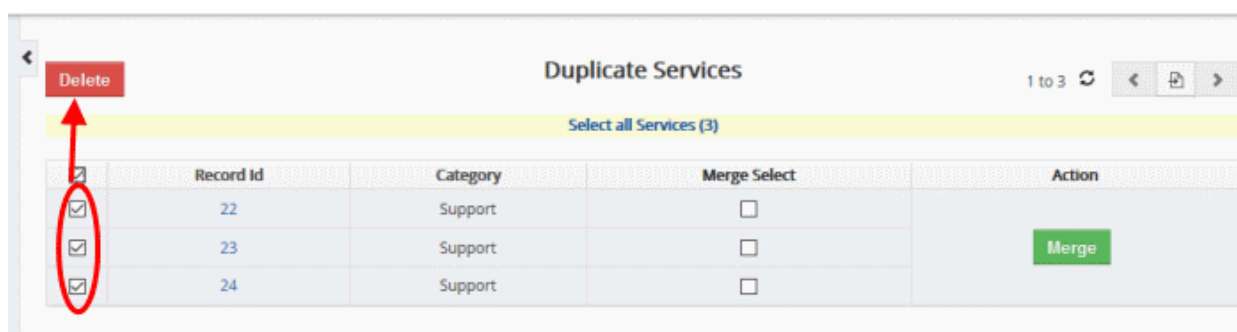 Delete
Duplicate Services
1 to 3
Select all Services (3)
Record Id Category Merge Select Action
22 Support
23 Support Merge
24 Support